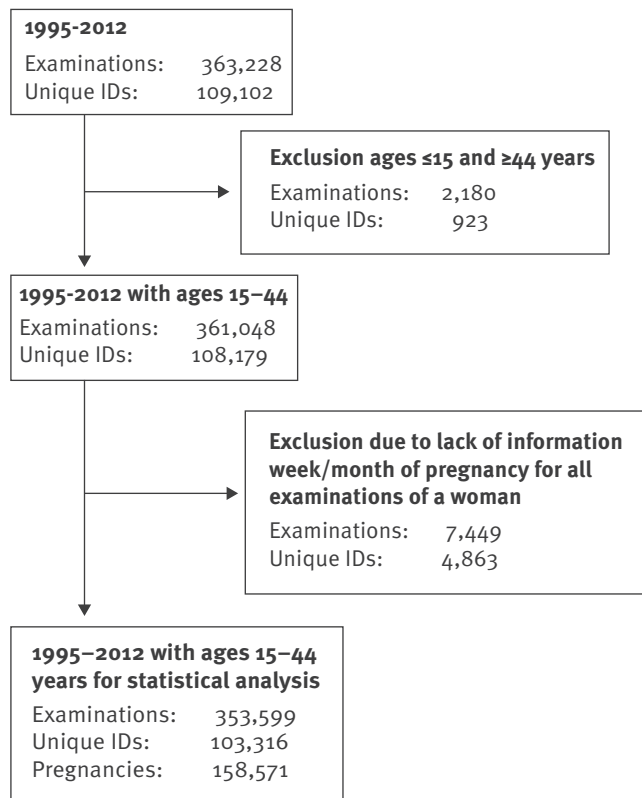 1995-2012
Examinations: 363,228
Unique IDs: 109,102
Exclusion ages ≤15 and ≥44 years
Examinations: 2,180
Unique IDs: 923
1995-2012 with ages 15–44
Examinations: 361,048
Unique IDs: 108,179
Exclusion due to lack of information
week/month of pregnancy for all
examinations of a woman
Examinations: 7,449
Unique IDs: 4,863
1995–2012 with ages 15–44
years for statistical analysis
Examinations: 353,599
Unique IDs: 103,316
Pregnancies: 158,571